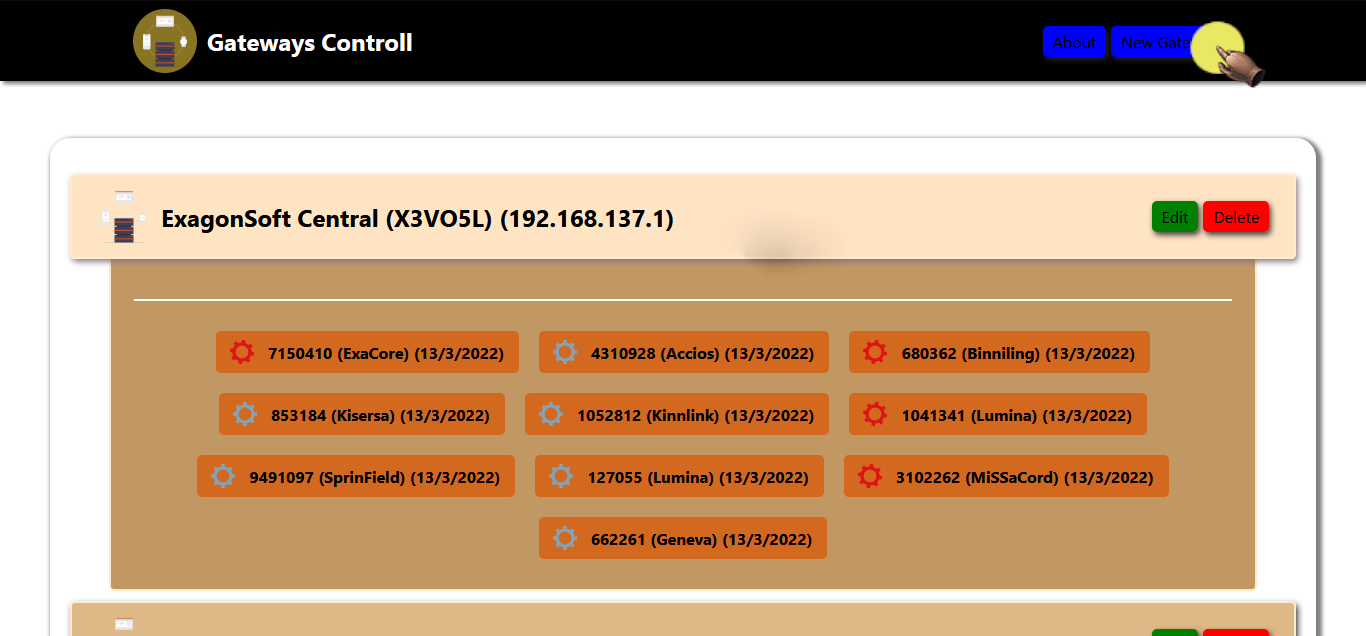 Gateways Controll
About New Gate
ExagonSoft Central (X3VO5L) (192.168.137.1)
Edit Delete
7150410 (ExaCore) (13/3/2022) 4310928 (Accios) (13/3/2022) 680362 (Binniling) (13/3/2022)
853184 (Kisersa) (13/3/2022) 1052812 (Kinnlink) (13/3/2022) 1041341 (Lumina) (13/3/2022)
9491097 (SprinField) (13/3/2022) 127055 (Lumina) (13/3/2022) 3102262 (MiSSaCord) (13/3/2022)
662261 (Geneva) (13/3/2022)